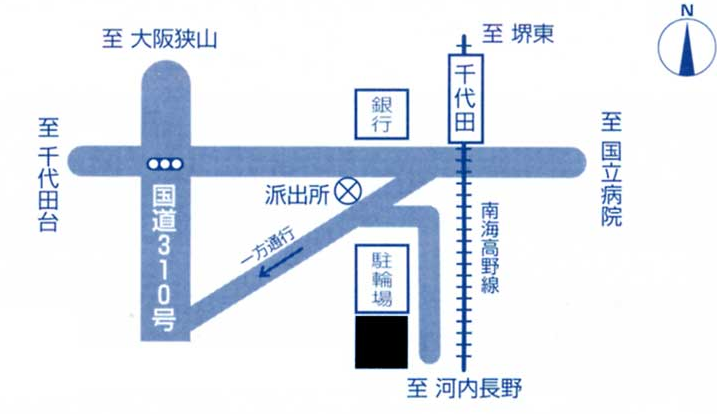 N
至 大阪狭山
至 堺東
千代田
銀行
至 千代田台
至 国立病院
派出所
国道310号
南海高野線
一方通行
駐輪場
至 河内長野